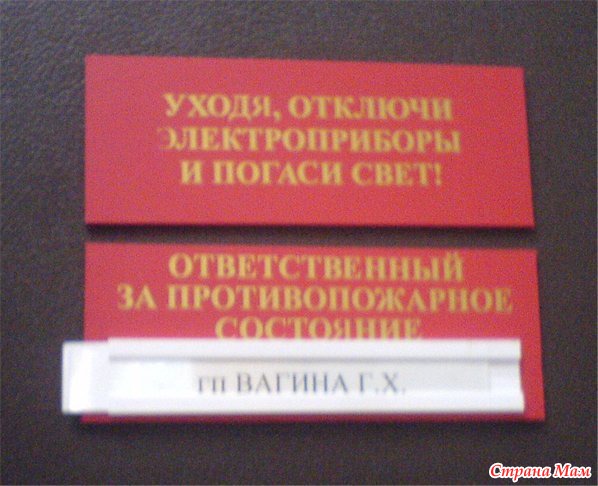 УХОДЯ, ОТКЛЮЧИ
ЭЛЕКТРОПРИБОРЫ
И ПОГАСИ СВЕТ!
ОТВЕТСТВЕННЫЙ
ЗА ПРОТИВОПОЖАРНОЕ
СОСТОЯНИЕ
гп ВАГИНА Г.Х.
Страна Мам